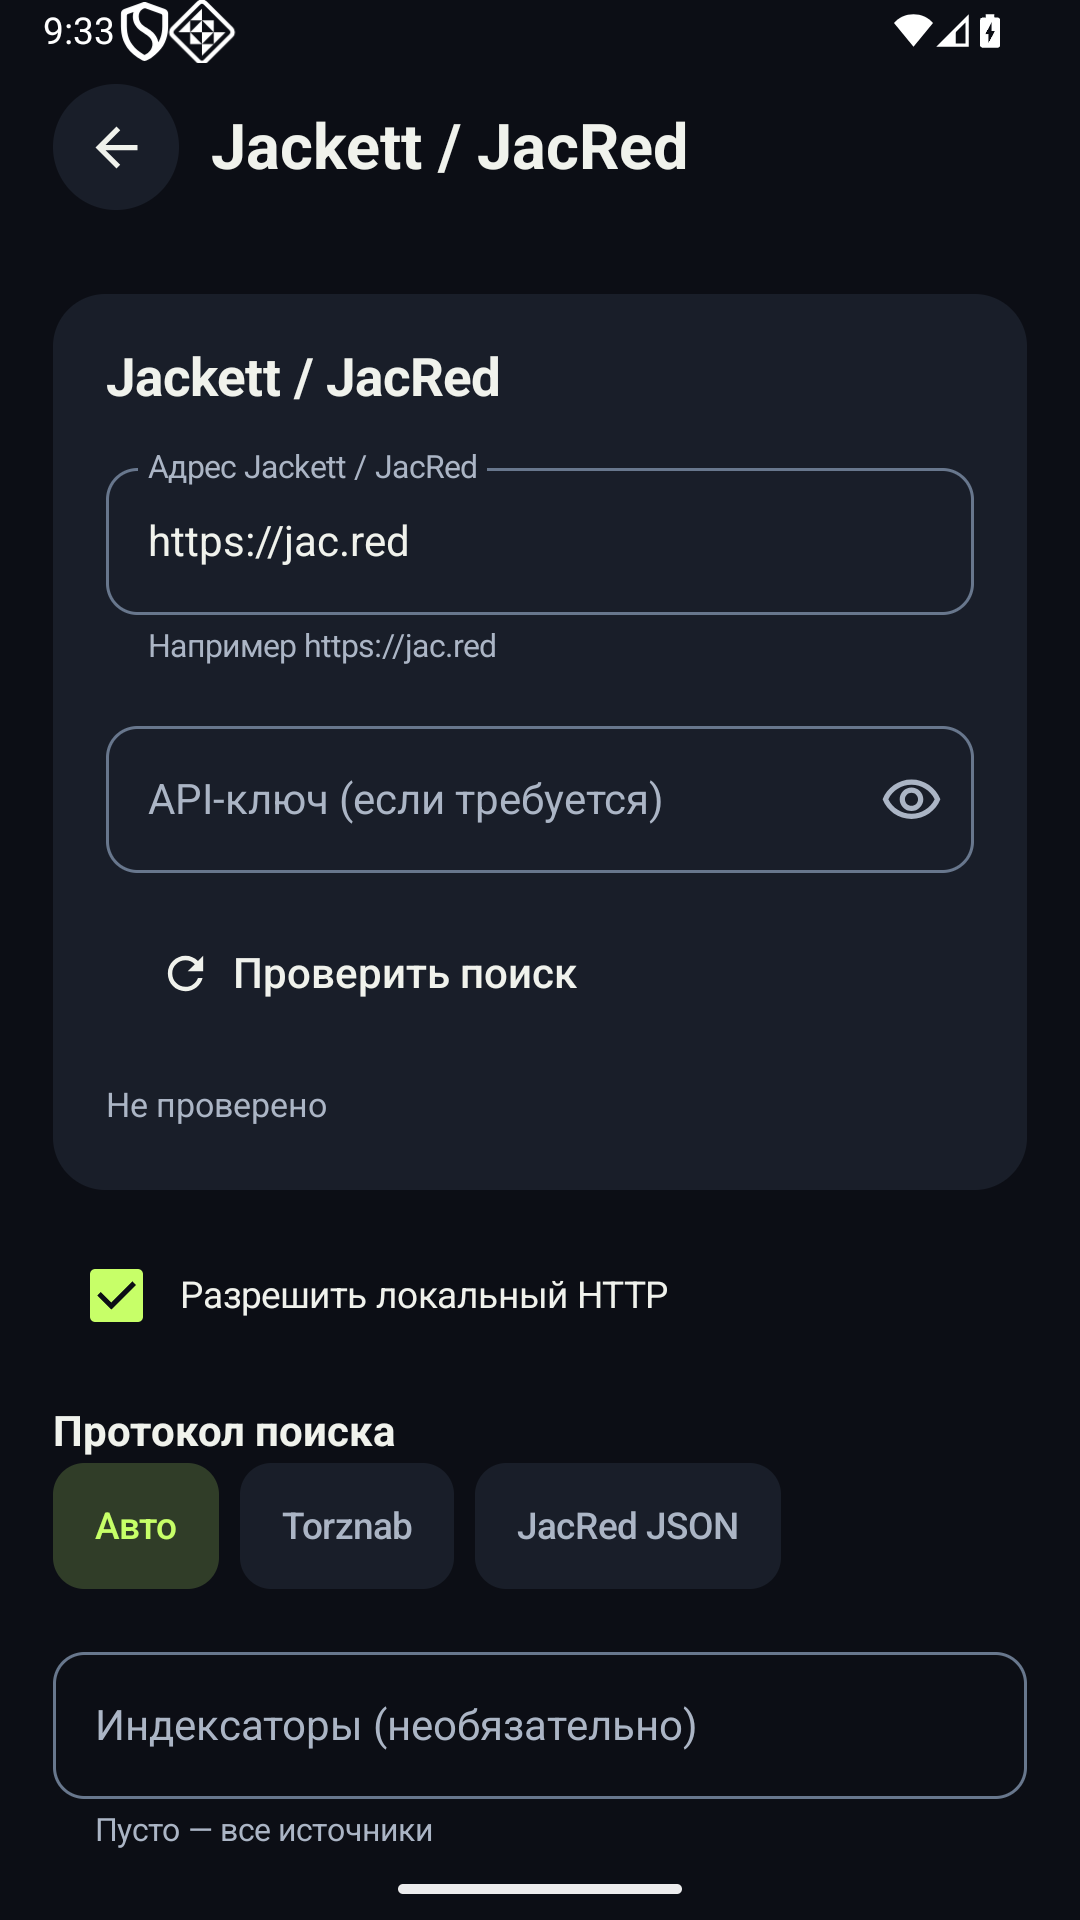 9:33
Jackett / JacRed
Jackett / JacRed
Адрес Jackett / JacRed
https://jac.red
Например https://jac.red
API-ключ (если требуется)
Проверить поиск
Не проверено
Разрешить локальный HTTP
Протокол поиска
Авто
Torznab
JacRed JSON
Индексаторы (необязательно)
Пусто — все источники